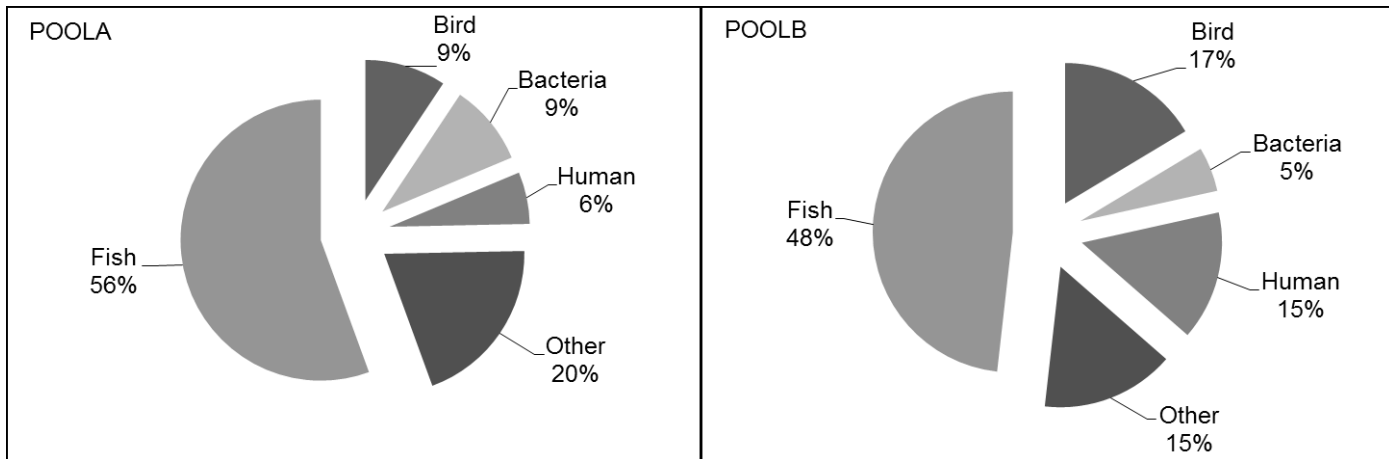 POOLA
Bird
9%
Bacteria
9%
Human
6%
Other
20%
Fish
56%
POOLB
Bird
17%
Bacteria
5%
Human
15%
Other
15%
Fish
48%